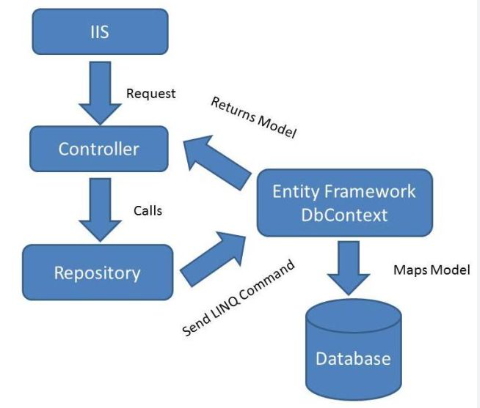 IIS
Request
Returns Model
Controller
Entity Framework
DbContext
Calls
Repository
Send LINQ Command
Maps Model
Database